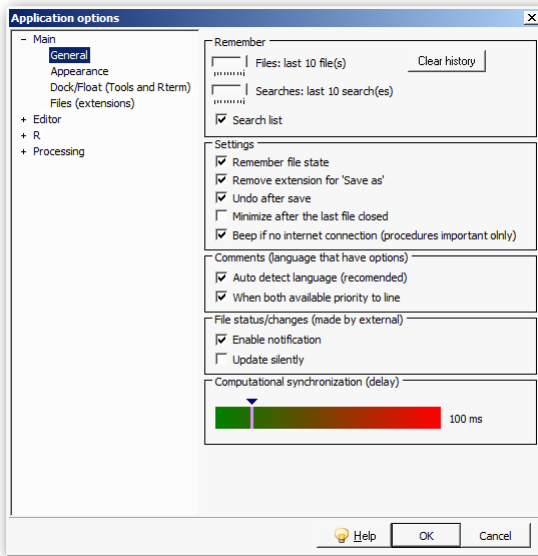 Application options
- Main
General
Appearance
Dock/Float (Tools and Rterm)
Files (extensions)
+ Editor
+ R
+ Processing
Remember
Files: last 10 file(s)
Clear history
Searches: last 10 search(es)
Search list
Settings
Remember file state
Remove extension for 'Save as'
Undo after save
Minimize after the last file closed
Beep if no internet connection (procedures important olnly)
Comments (language that have options)
Auto detect language (recomended)
When both available priority to line
File status/changes (made by external)
Enable notification
Update silently
Computational synchronization (delay)
100 ms
Help
OK
Cancel